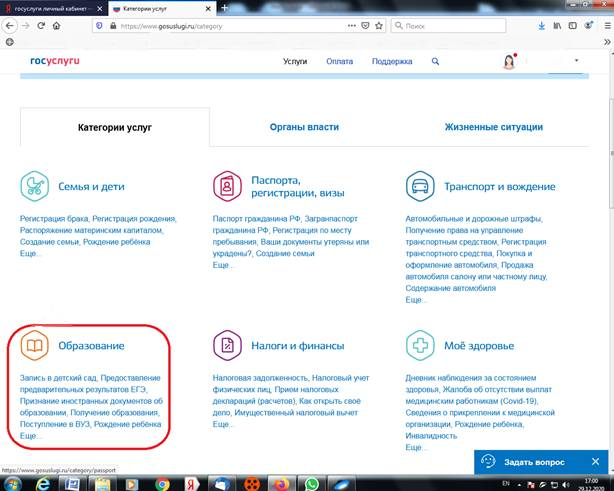 госуслуги личный кабинет —
Категории услуг
https://www.gosuslugi.ru/category
Поиск
госуслуги
Услуги Оплата Поддержка
Категории услуг Органы власти Жизненные ситуации
Семья и дети
Регистрация брака, Регистрация рождения,
Распоряжение материнским капиталом,
Создание семьи, Рождение ребёнка
Еще...
Паспорта,
регистрации, визы
Паспорт гражданина РФ, Загранпаспорт
гражданина РФ, Регистрация по месту
пребывания, Ваши документы утеряны или
украдены?, Создание семьи
Еще...
Транспорт и вождение
Автомобильные и дорожные штрафы,
Получение права на управление
транспортным средством, Регистрация
транспортного средства, Покупка и
оформление автомобиля, Продажа
автомобиля салону или частному лицу,
Содержание автомобиля
Еще...
Образование
Запись в детский сад, Предоставление
предварительных результатов ЕГЭ,
Признание иностранных документов об
образовании, Получение образования,
Поступление в ВУЗ, Рождение ребёнка
Еще...
Налоги и финансы
Налоговая задолженность, Налоговый учет
физических лиц, Прием налоговых
деклараций (расчетов), Как открыть своё
дело, Имущественный налоговый вычет
Еще...
Моё здоровье
Дневник наблюдения за состоянием
здоровья, Жалоба об отсутствии выплат
медицинским работникам (Covid-19),
Сведения о прикреплении к медицинской
организации, Рождение ребёнка,
Инвалидность
Еще...
Задать вопрос
https://www.gosuslugi.ru/category/passport
EN
17:00
29.12.2020